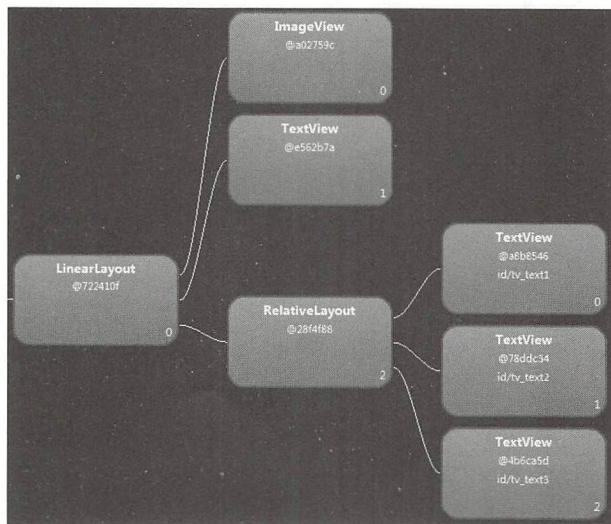 ImageView
@a02759c
0
TextView
@e562b7a
1
LinearLayout
@722410f
0
RelativeLayout
@28f4f88
2
TextView
@a8b8546
id/tv_text1
0
TextView
@78ddc34
id/tv_text2
1
TextView
@4b6ca5d
id/tv_text3
2